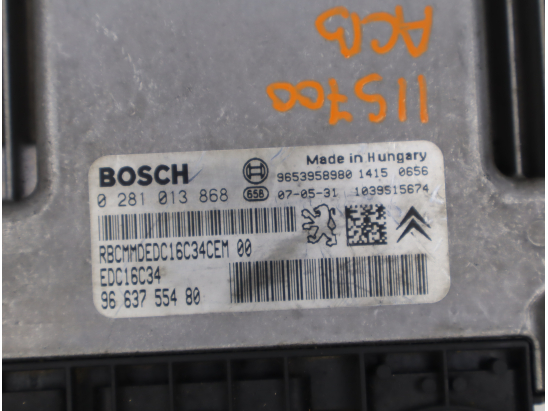 ACB
115700
BOSCH
Made in Hungary
9653958980 1415 0656
0 281 013 868 658 07-05-31 1039515674
RBCMMDEDC16C34CEM 00
EDC16C34
96 637 554 80